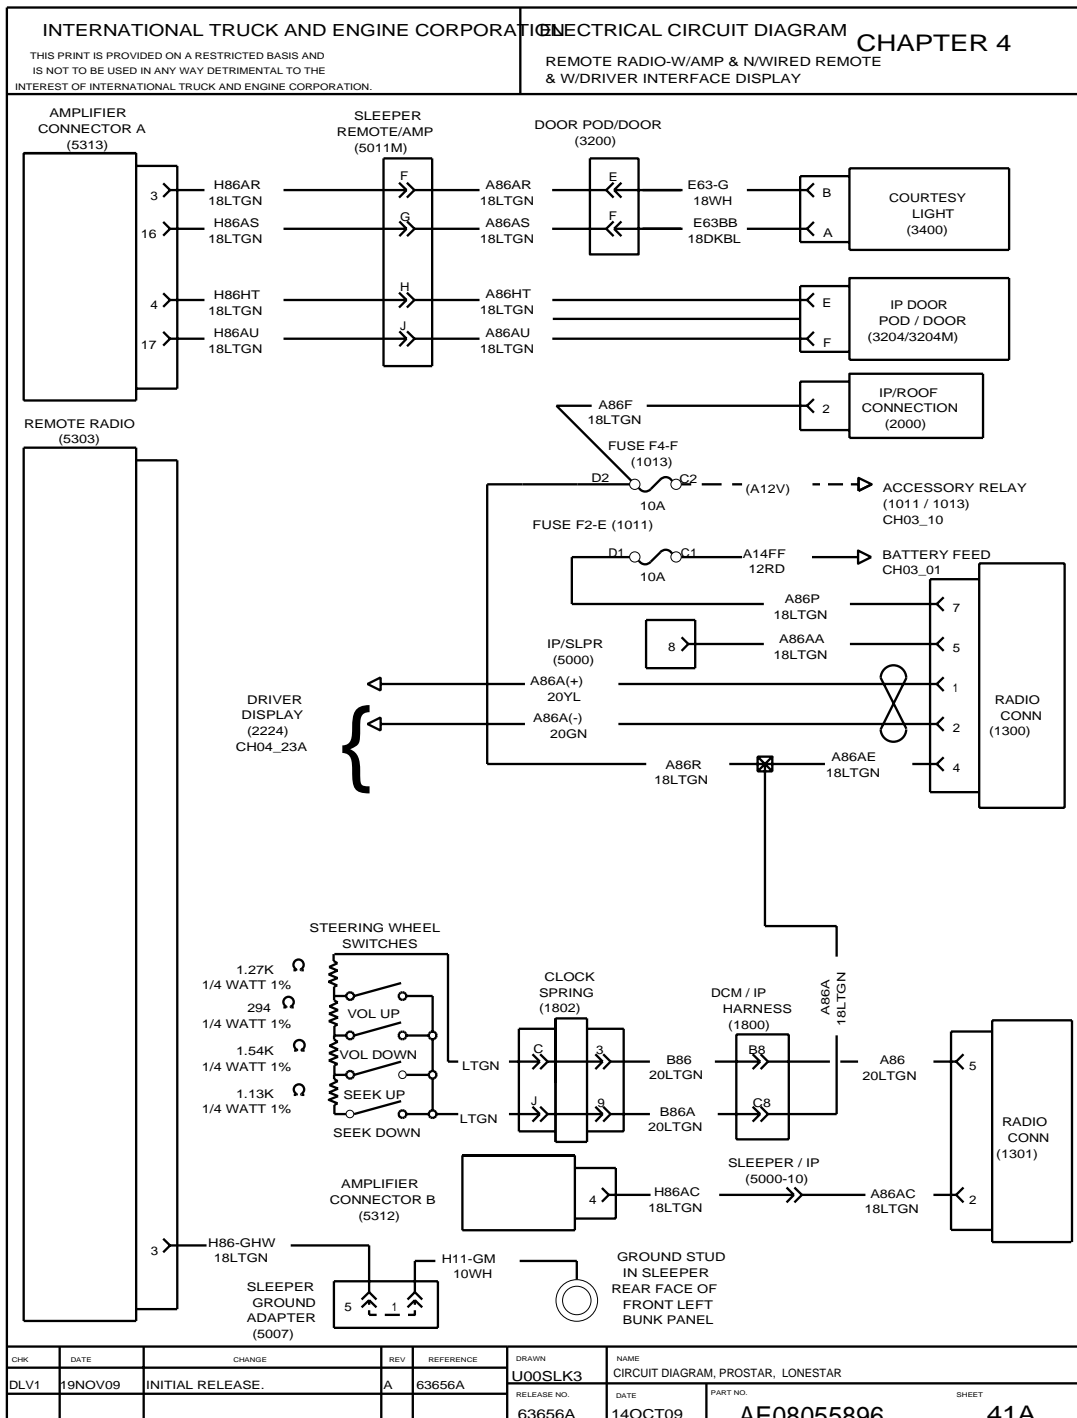 INTERNATIONAL TRUCK AND ENGINE CORPORATION
THIS PRINT IS PROVIDED ON A RESTRICTED BASIS AND
IS NOT TO BE USED IN ANY WAY DETRIMENTAL TO THE
INTEREST OF INTERNATIONAL TRUCK AND ENGINE CORPORATION.
ELECTRICAL CIRCUIT DIAGRAM
CHAPTER 4
REMOTE RADIO-W/AMP & N/WIRED REMOTE
& W/DRIVER INTERFACE DISPLAY
AMPLIFIER
CONNECTOR A
(5313)
SLEEPER
REMOTE/AMP
(5011M)
DOOR POD/DOOR
(3200)
3
H86AR
18LTGN
F
A86AR
18LTGN
E
E63-G
18WH
B
16
H86AS
18LTGN
G
A86AS
18LTGN
F
E63BB
18DKBL
A
COURTESY
LIGHT
(3400)
4
H86HT
18LTGN
H
A86HT
18LTGN
E
17
H86AU
18LTGN
J
A86AU
18LTGN
F
IP DOOR
POD / DOOR
(3204/3204M)
A86F
18LTGN
2
IP/ROOF
CONNECTION
(2000)
REMOTE RADIO
(5303)
FUSE F4-F
(1013)
D2
C2
10A
(A12V)
ACCESSORY RELAY
(1011 / 1013)
CH03_10
FUSE F2-E (1011)
D1
C1
10A
A14FF
12RD
BATTERY FEED
CH03_01
A86P
18LTGN
7
IP/SLPR
(5000)
8
A86AA
18LTGN
5
A86A(+)
20YL
1
A86A(-)
20GN
2
DRIVER
DISPLAY
(2224)
CH04_23A
{
A86R
18LTGN
A86AE
18LTGN
4
RADIO
CONN
(1300)
STEERING WHEEL
SWITCHES
1.27K Ω
1/4 WATT 1%
294 Ω
1/4 WATT 1%
1.54K Ω
1/4 WATT 1%
1.13K Ω
1/4 WATT 1%
VOL UP
VOL DOWN
SEEK UP
SEEK DOWN
CLOCK
SPRING
(1802)
DCM / IP
HARNESS
(1800)
A86A
18LTGN
LTGN
C
3
B86
20LTGN
B8
A86
20LTGN
5
LTGN
J
9
B86A
20LTGN
C8
RADIO
CONN
(1301)
AMPLIFIER
CONNECTOR B
(5312)
4
H86AC
18LTGN
SLEEPER / IP
(5000-10)
A86AC
18LTGN
2
3
H86-GHW
18LTGN
H11-GM
10WH
SLEEPER
GROUND
ADAPTER
(5007)
5
1
GROUND STUD
IN SLEEPER
REAR FACE OF
FRONT LEFT
BUNK PANEL
CHK DATE CHANGE REV REFERENCE
DLV1 19NOV09 INITIAL RELEASE. A 63656A
DRAWN
U00SLK3
NAME
CIRCUIT DIAGRAM, PROSTAR, LONESTAR
RELEASE NO.
63656A
DATE
14OCT09
PART NO.
AE08055896
SHEET
41A